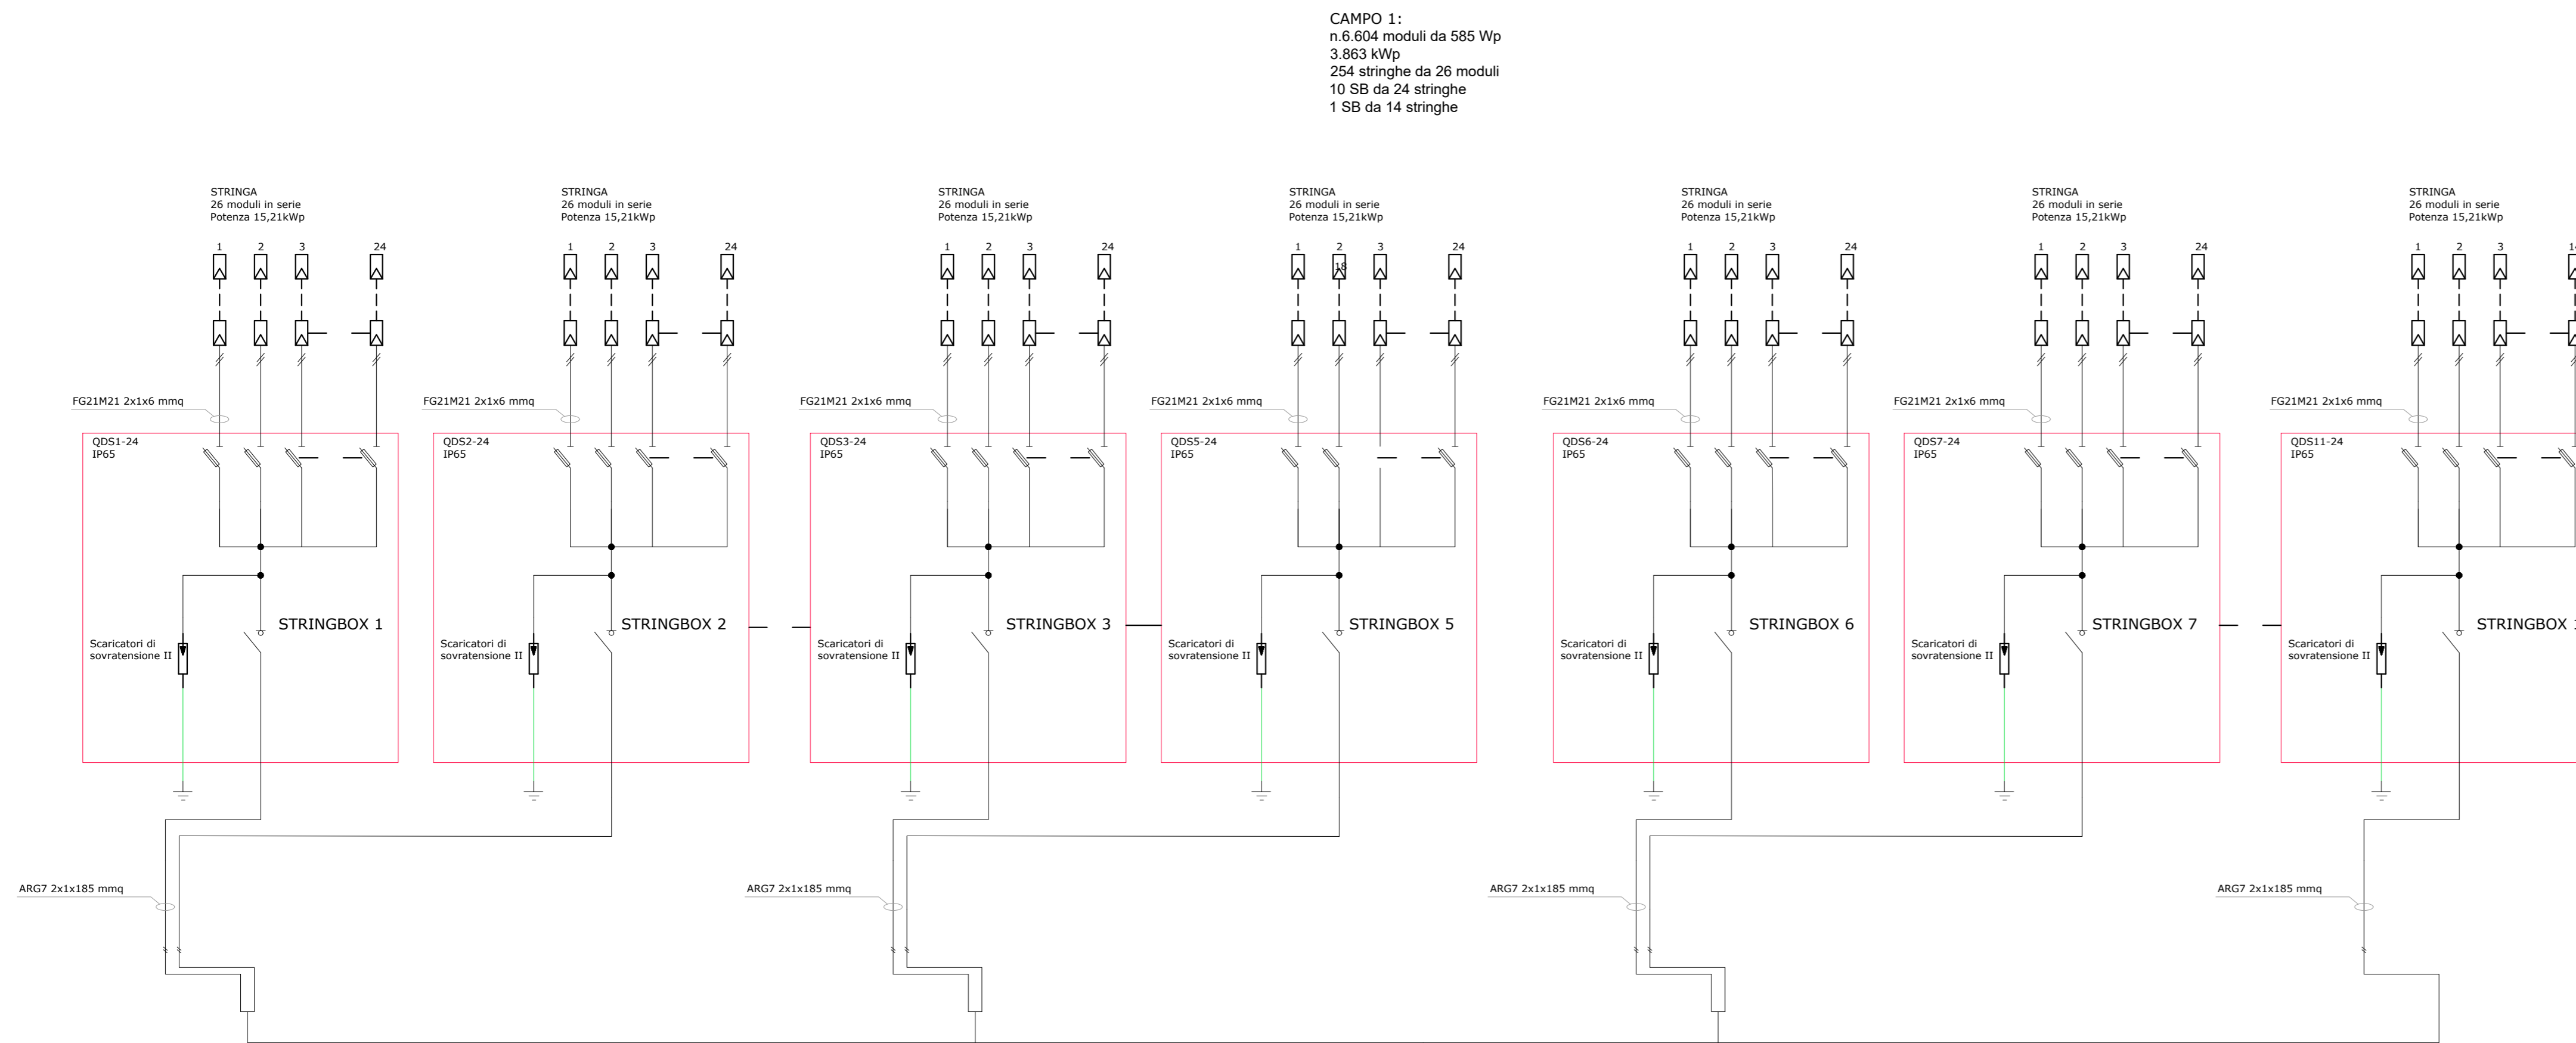 CAMPO 1:
n.6.604 moduli da 585 Wp
3.863 kWp
254 stringhe da 26 moduli
10 SB da 24 stringhe
1 SB da 14 stringhe
STRINGA
26 moduli in serie
Potenza 15,21kWp
STRINGA
26 moduli in serie
Potenza 15,21kWp
STRINGA
26 moduli in serie
Potenza 15,21kWp
STRINGA
26 moduli in serie
Potenza 15,21kWp
STRINGA
26 moduli in serie
Potenza 15,21kWp
STRINGA
26 moduli in serie
Potenza 15,21kWp
STRINGA
26 moduli in serie
Potenza 15,21kWp
1 2 3 24
1 2 3 24
1 2 3 24
1 2 3 24
18
1 2 3 24
1 2 3 24
1 2 3
FG21M21 2x1x6 mmq
FG21M21 2x1x6 mmq
FG21M21 2x1x6 mmq
FG21M21 2x1x6 mmq
FG21M21 2x1x6 mmq
FG21M21 2x1x6 mmq
FG21M21 2x1x6 mmq
QDS1-24
IP65
QDS2-24
IP65
QDS3-24
IP65
QDS5-24
IP65
QDS6-24
IP65
QDS7-24
IP65
QDS11-24
IP65
STRINGBOX 1
STRINGBOX 2
STRINGBOX 3
STRINGBOX 5
STRINGBOX 6
STRINGBOX 7
STRINGBOX
Scaricatori di
sovratensione II
Scaricatori di
sovratensione II
Scaricatori di
sovratensione II
Scaricatori di
sovratensione II
Scaricatori di
sovratensione II
Scaricatori di
sovratensione II
Scaricatori di
sovratensione II
ARG7 2x1x185 mmq
ARG7 2x1x185 mmq
ARG7 2x1x185 mmq
ARG7 2x1x185 mmq